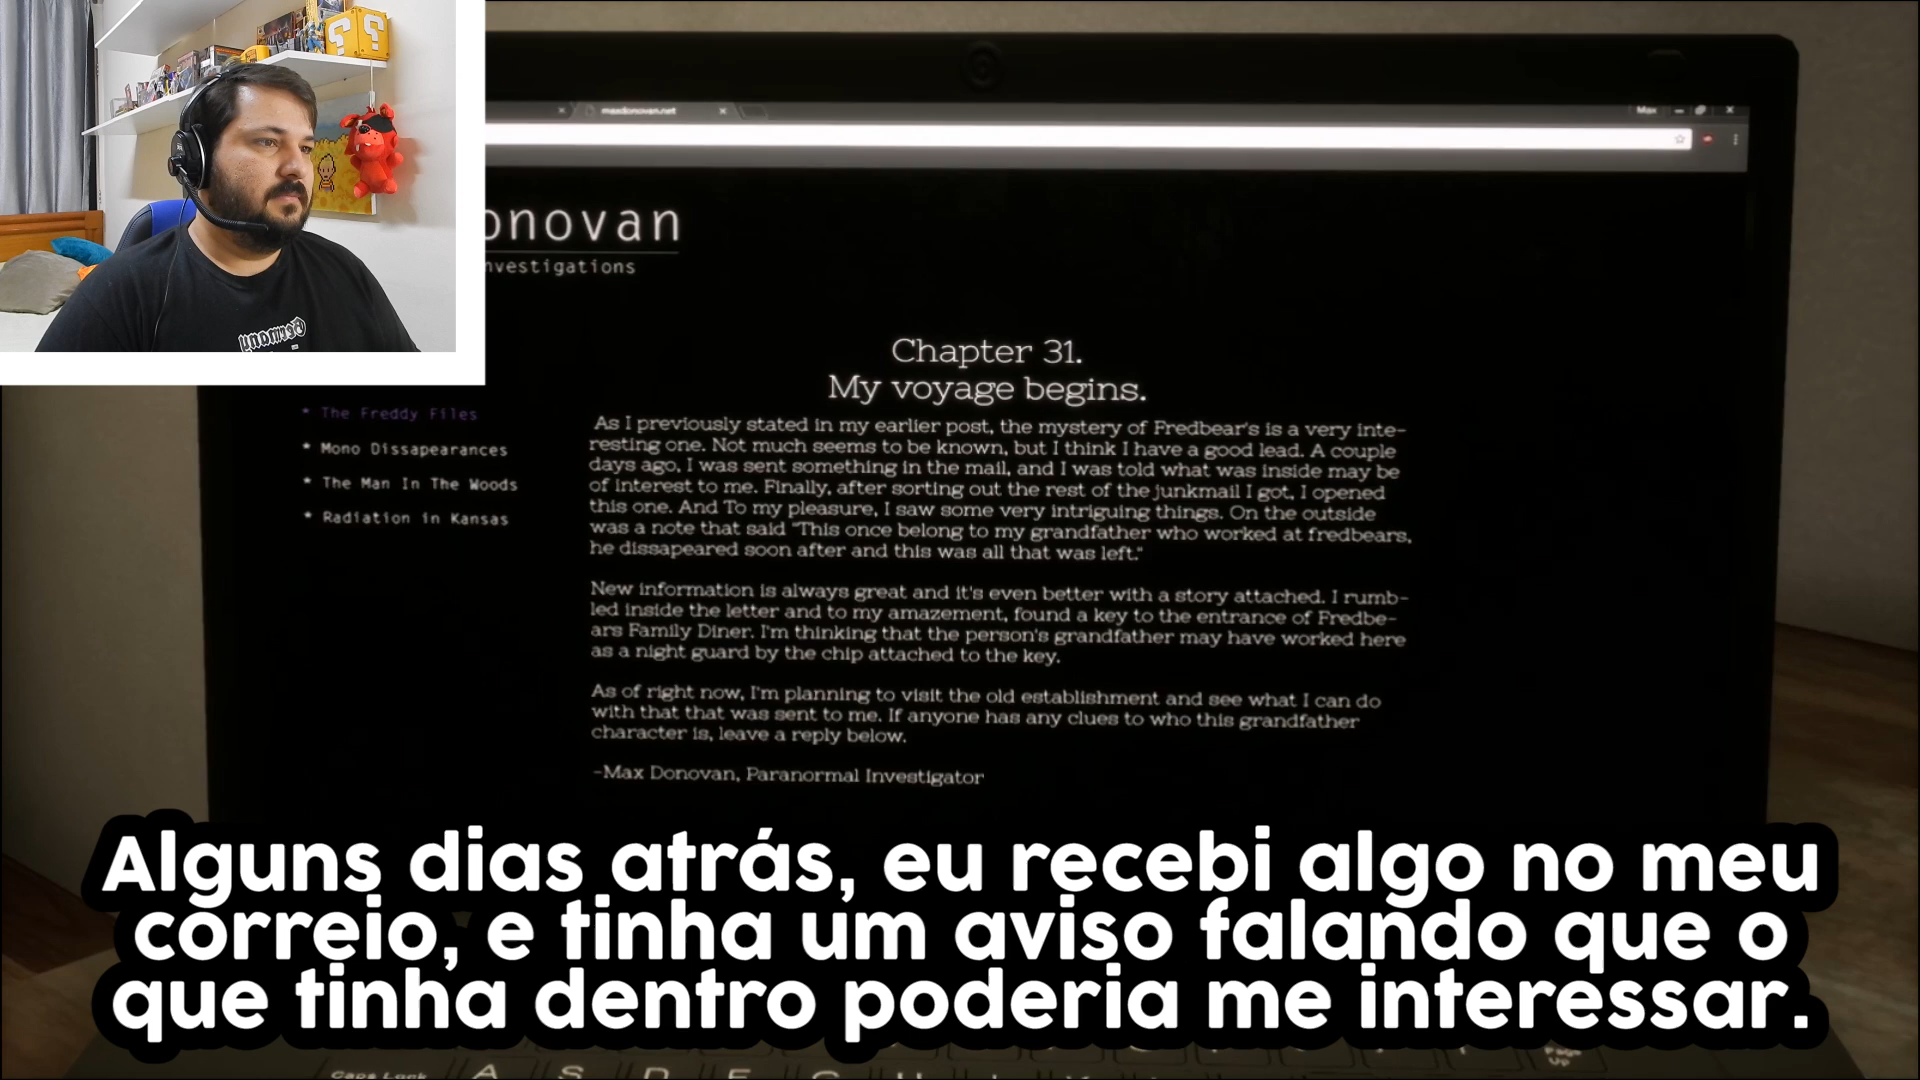 maxdonovan.net
Max
onovan
nvestigations
Chapter 31.
My voyage begins.
* The Freddy Files
* Mono Dissapearances
* The Man In The Woods
* Radiation in Kansas
As I previously stated in my earlier post, the mystery of Fredbear's is a very inte-
resting one. Not much seems to be known, but I think I have a good lead. A couple
days ago, I was sent something in the mail, and I was told what was inside may be
of interest to me. Finally, after sorting out the rest of the junkmail I got, I opened
this one. And To my pleasure, I saw some very intriguing things. On the outside
was a note that said "This once belong to my grandfather who worked at fredbears,
he dissapeared soon after and this was all that was left."
New information is always great and it's even better with a story attached. I rumb-
led inside the letter and to my amazement, found a key to the entrance of Fredbe-
ars Family Diner. I'm thinking that the person's grandfather may have worked here
as a night guard by the chip attached to the key.
As of right now, I'm planning to visit the old establishment and see what I can do
with that that was sent to me. If anyone has any clues to who this grandfather
character is, leave a reply below.
-Max Donovan, Paranormal Investigator
Alguns dias atrás, eu recebi algo no meu
correio, e tinha um aviso falando que o
que tinha dentro poderia me interessar.
Germany
Caps Lock A S D F
Page Up